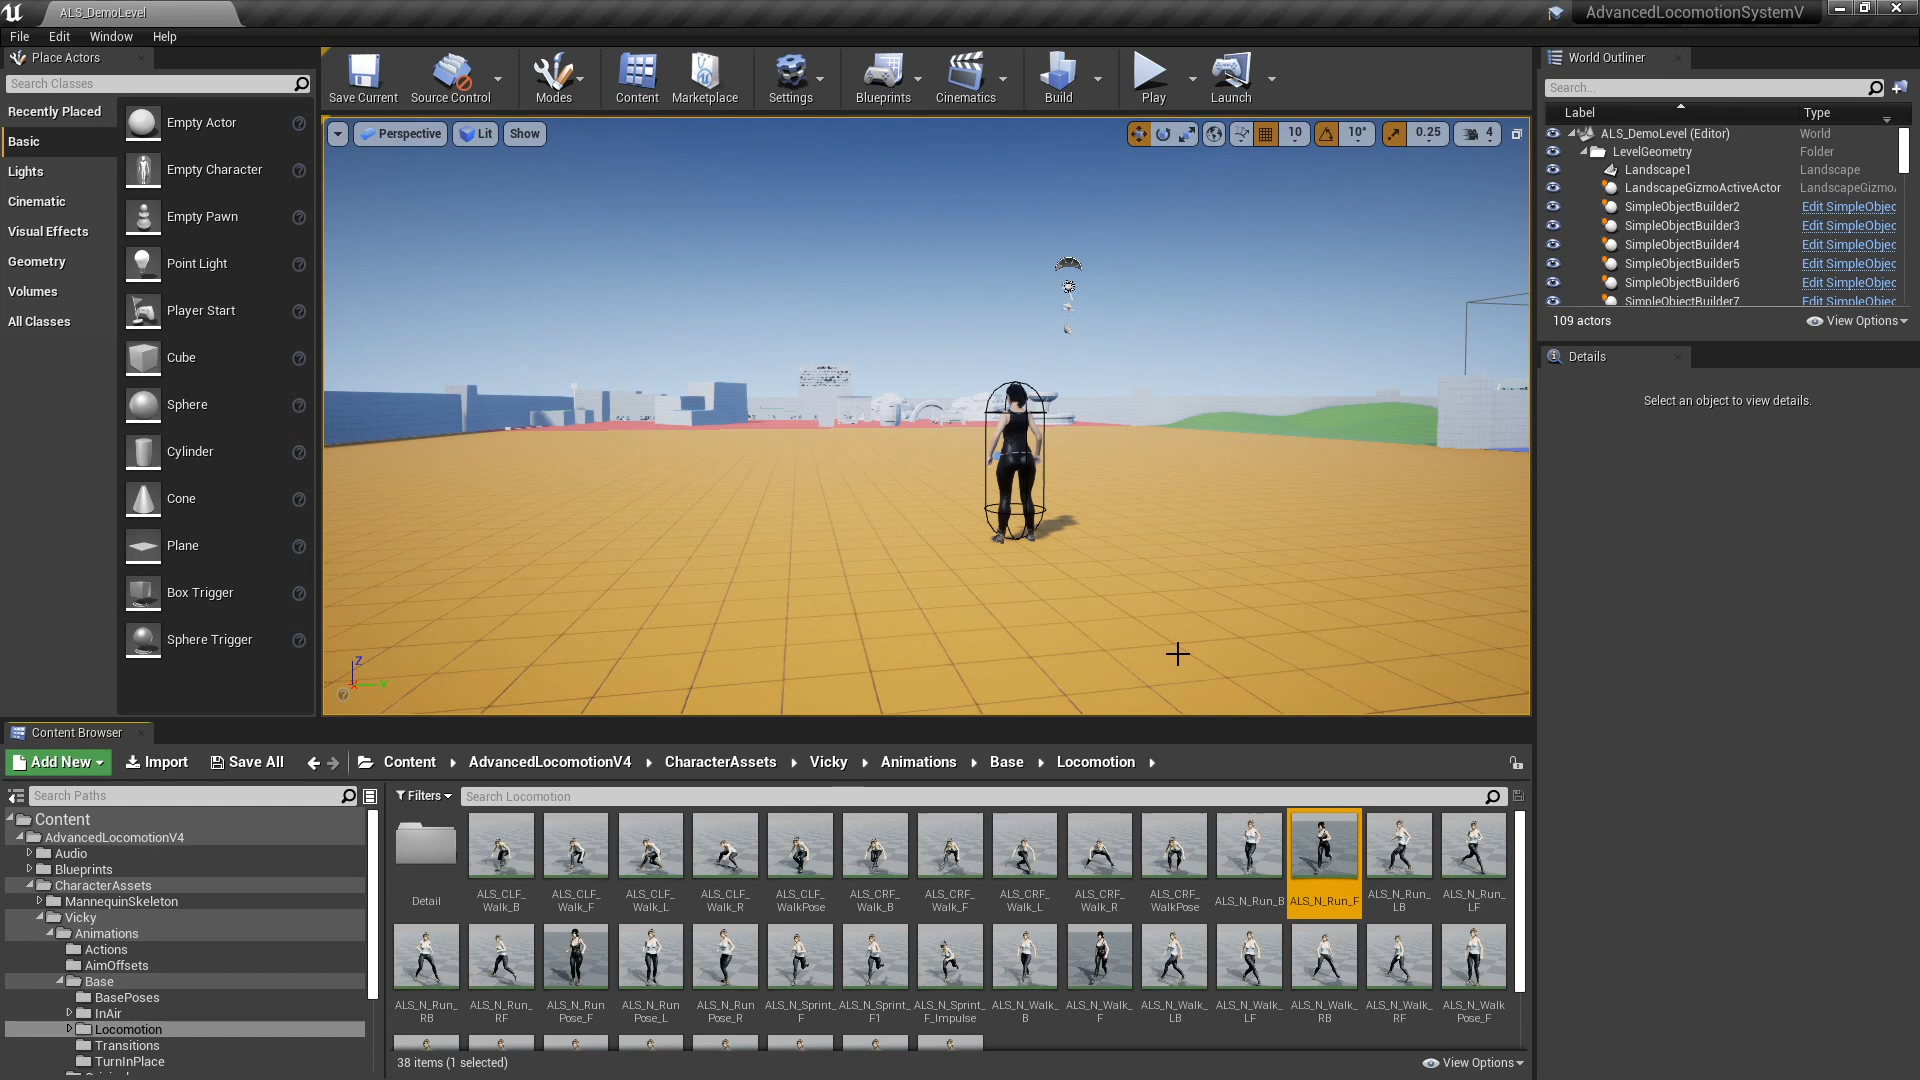 ALS_DemoLevel
AdvancedLocomotionSystemV
File Edit Window Help
Place Actors
Search Classes
Recently Placed
Basic
Lights
Cinematic
Visual Effects
Geometry
Volumes
All Classes
Empty Actor
Empty Character
Empty Pawn
Point Light
Player Start
Cube
Sphere
Cylinder
Cone
Plane
Box Trigger
Sphere Trigger
Save Current
Source Control
Modes
Content
Marketplace
Settings
Blueprints
Cinematics
Build
Play
Launch
Perspective
Lit
Show
10
10°
0.25
4
Z
Y
X
World Outliner
Search...
Label Type
ALS_DemoLevel (Editor) World
LevelGeometry Folder
Landscape1 Landscape
LandscapeGizmoActiveActor LandscapeGizmo
SimpleObjectBuilder2 Edit SimpleObjec
SimpleObjectBuilder3 Edit SimpleObjec
SimpleObjectBuilder4 Edit SimpleObjec
SimpleObjectBuilder5 Edit SimpleObjec
SimpleObjectBuilder6 Edit SimpleObjec
SimpleObjectBuilder7 Edit SimpleObjec
109 actors
View Options
Details
Select an object to view details.
Content Browser
Add New Import Save All Content AdvancedLocomotionV4 CharacterAssets Vicky Animations Base Locomotion
Search Paths
Content
AdvancedLocomotionV4
Audio
Blueprints
CharacterAssets
MannequinSkeleton
Vicky
Animations
Actions
AimOffsets
Base
BasePoses
InAir
Locomotion
Transitions
TurnInPlace
Filters
Search Locomotion
Detail
ALS_CLF_
Walk_B
ALS_CLF_
Walk_F
ALS_CLF_
Walk_L
ALS_CLF_
Walk_R
ALS_CLF_
WalkPose
ALS_CRF_
Walk_B
ALS_CRF_
Walk_F
ALS_CRF_
Walk_L
ALS_CRF_
Walk_R
ALS_CRF_
WalkPose
ALS_N_Run_B
ALS_N_Run_F
ALS_N_Run_
LB
ALS_N_Run_
LF
ALS_N_Run_
RB
ALS_N_Run_
RF
ALS_N_Run
Pose_F
ALS_N_Run
Pose_L
ALS_N_Run
Pose_R
ALS_N_Sprint_
F
ALS_N_Sprint_
F1
ALS_N_Sprint_
F_Impulse
ALS_N_Walk_
B
ALS_N_Walk_
F
ALS_N_Walk_
LB
ALS_N_Walk_
LF
ALS_N_Walk_
RB
ALS_N_Walk_
RF
ALS_N_Walk
Pose_F
38 items (1 selected)
View Options